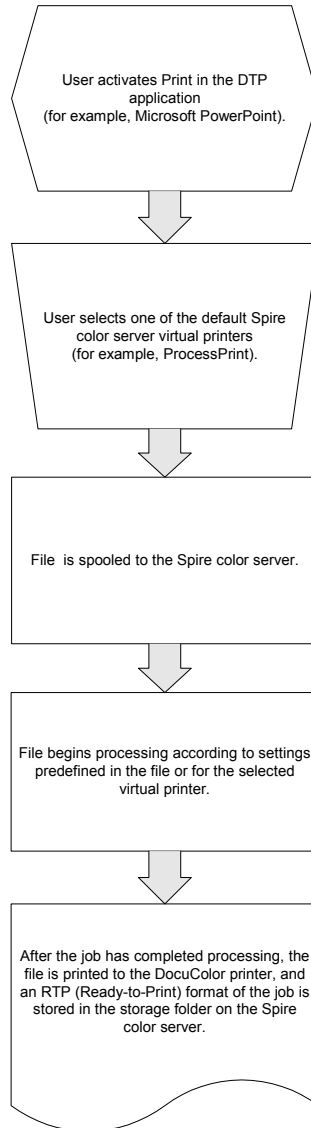 User activates Print in the DTP
application
(for example, Microsoft PowerPoint).
User selects one of the default Spire
color server virtual printers
(for example, ProcessPrint).
File is spooled to the Spire color server.
File begins processing according to settings
predefined in the file or for the selected
virtual printer.
After the job has completed processing, the
file is printed to the DocuColor printer, and
an RTP (Ready-to-Print) format of the job is
stored in the storage folder on the Spire
color server.